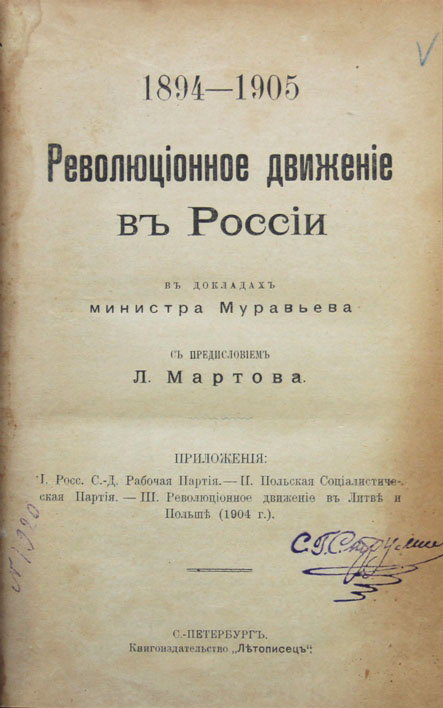 1894—1905
Революціонное движеніе
въ Россіи
въ докладахъ
министра Муравьева
съ предисловіемъ
Л. Мартова.
ПРИЛОЖЕНІЯ:
I. Росс. С.-Д. Рабочая Партія. — II. Польская Соціалистиче-
ская Партія. — III. Революціонное движеніе въ Литвѣ и
Польшѣ (1904 г.).
С.-ПЕТЕРБУРГЪ.
Книгоиздательство „Лѣтописецъ“.